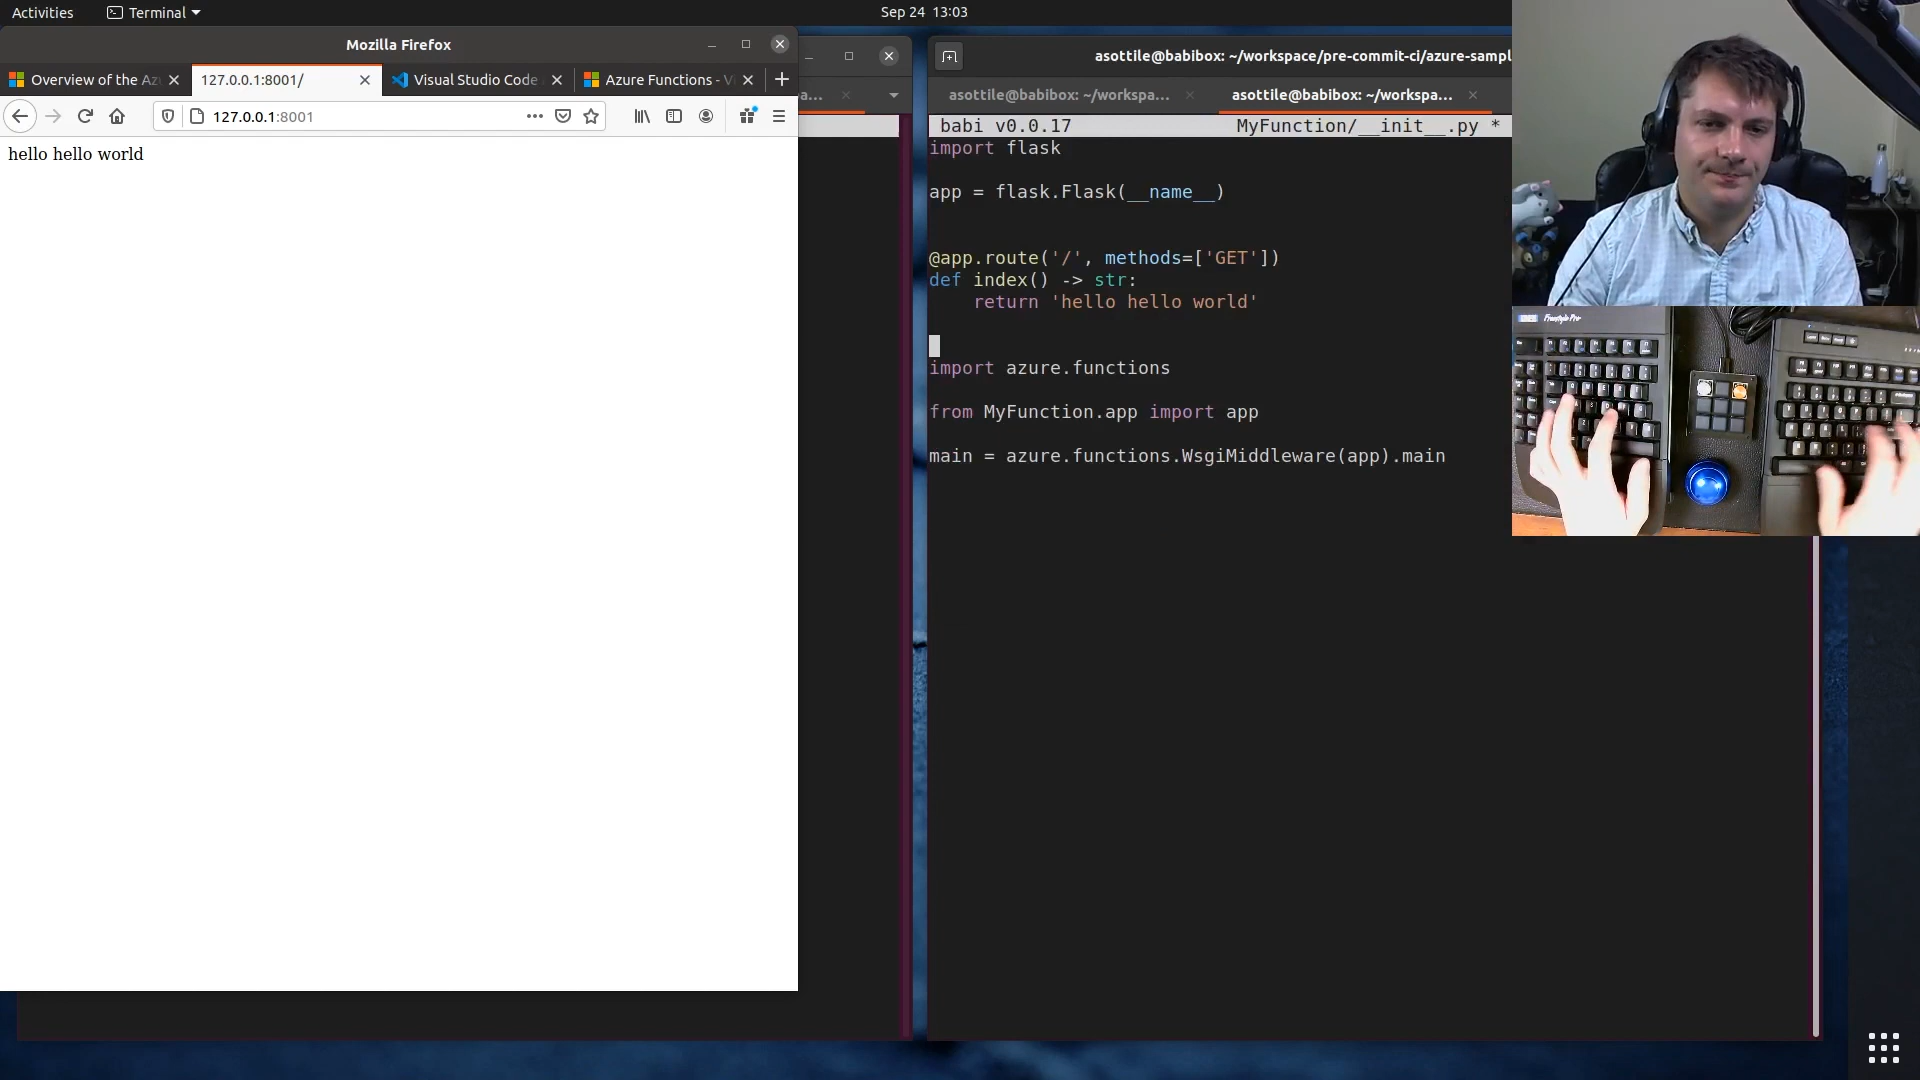 Activities
Terminal
Sep 24 13:03
Mozilla Firefox
Overview of the Az
127.0.0.1:8001/
Visual Studio Code
Azure Functions - Vi
127.0.0.1:8001
hello hello world
a...
asottile@babibox: ~/workspace/pre-commit-ci/azure-sampl
asottile@babibox: ~/workspa...
asottile@babibox: ~/workspa...
babi v0.0.17
MyFunction/__init__.py *
import flask
app = flask.Flask(__name__)
@app.route('/', methods=['GET'])
def index() -> str:
    return 'hello hello world'
import azure.functions
from MyFunction.app import app
main = azure.functions.WsgiMiddleware(app).main
Freestyle Pro